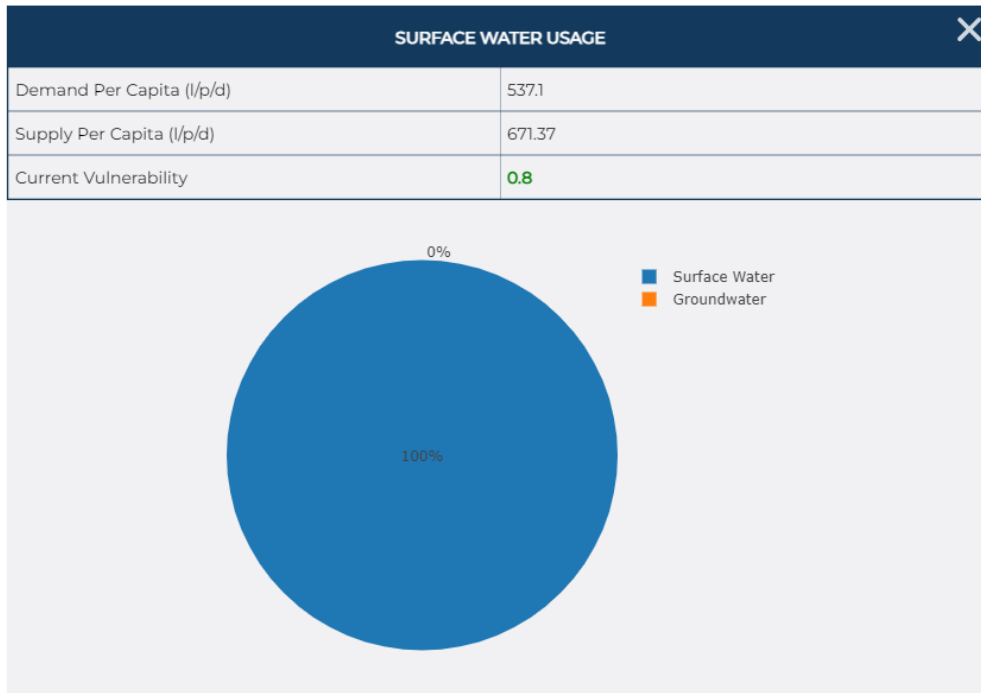 SURFACE WATER USAGE
Demand Per Capita (l/p/d) 537.1
Supply Per Capita (l/p/d) 671.37
Current Vulnerability 0.8
0%
Surface Water
Groundwater
100%